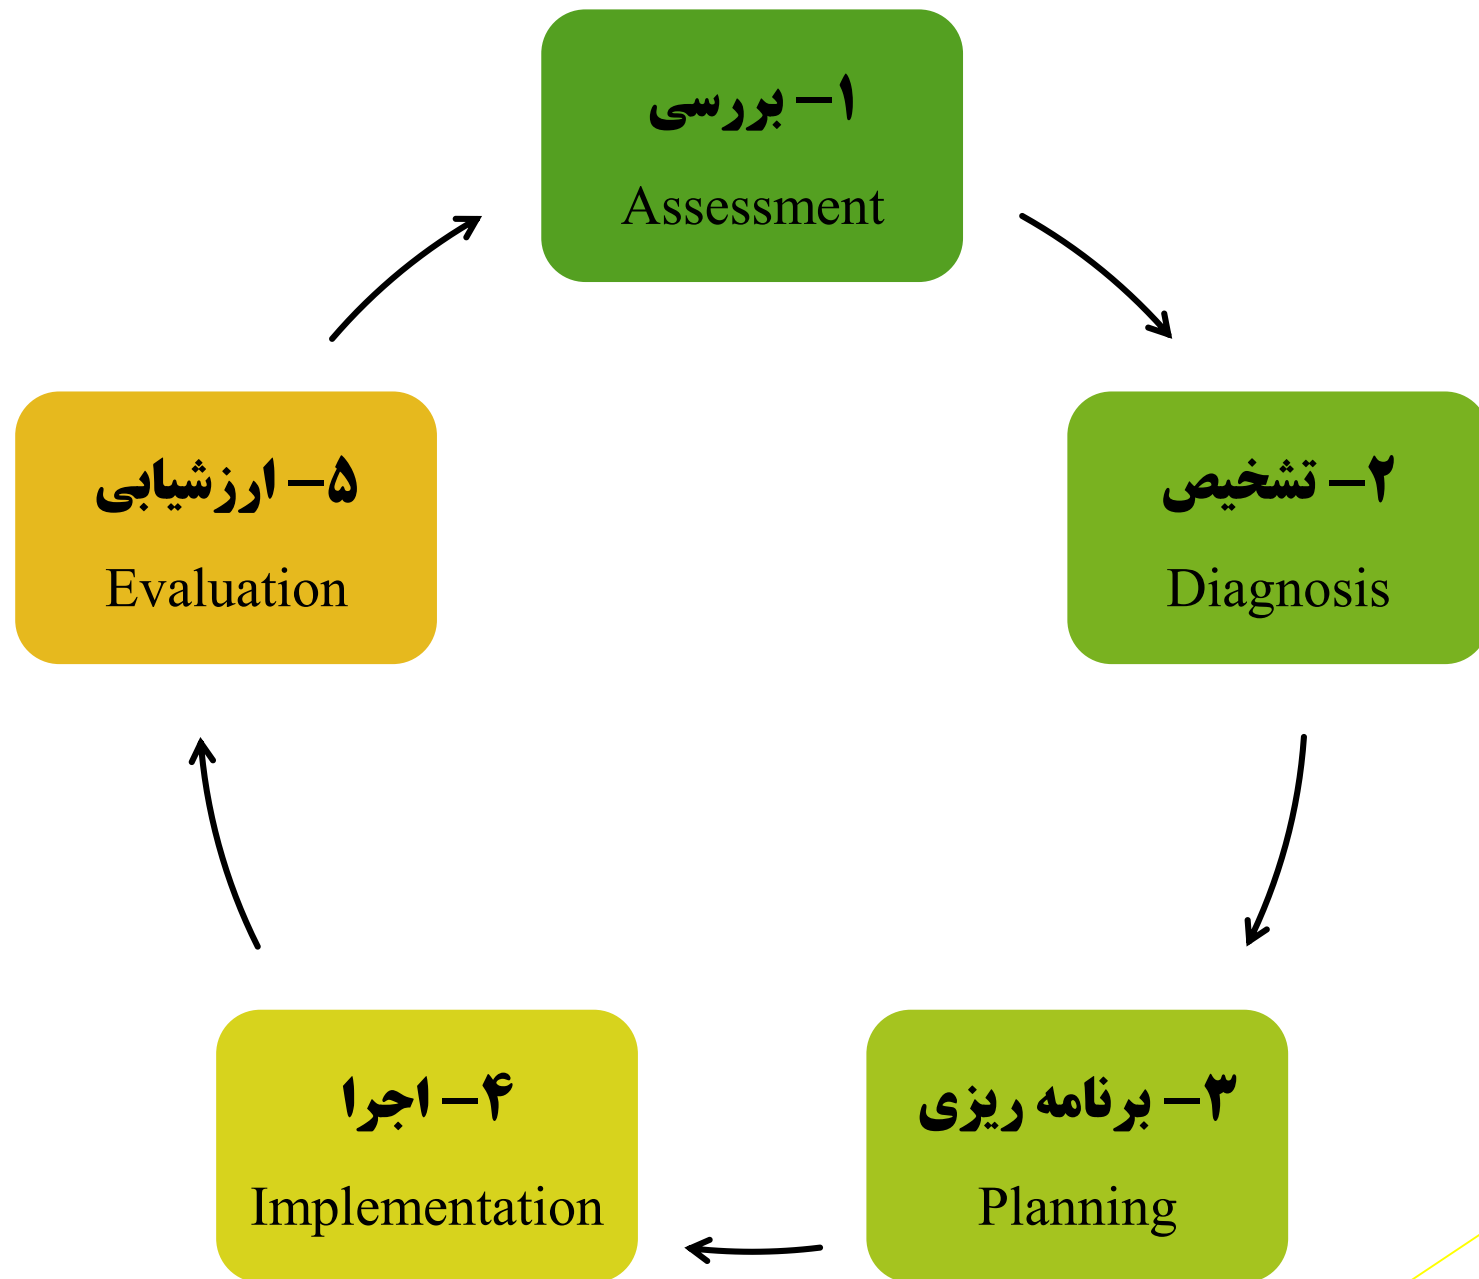 ۱– بررسی
Assessment
۲– تشخیص
Diagnosis
۳– برنامه ریزی
Planning
۴– اجرا
Implementation
۵– ارزشیابی
Evaluation